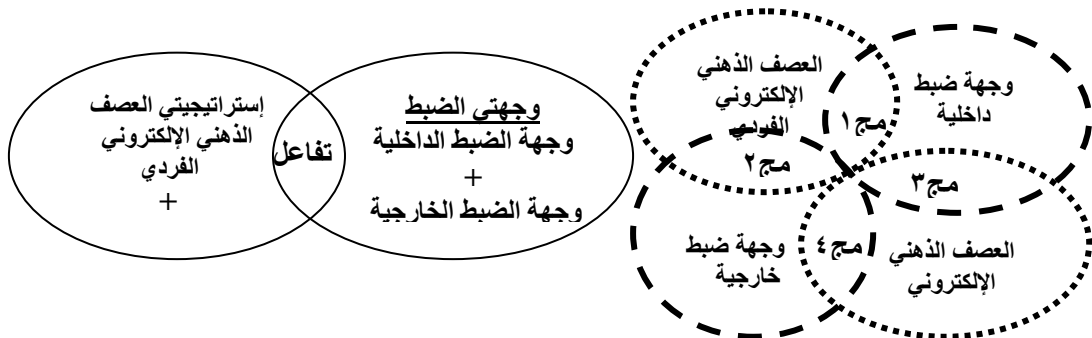 العصف الذهني
الإلكتروني
الفردي
وجهة ضبط
داخلية
مج١
مج٢
مج٣
مج٤
وجهة ضبط
خارجية
العصف الذهني
الإلكتروني
وجهتي الضبط
وجهة الضبط الداخلية
+
وجهة الضبط الخارجية
تفاعل
إستراتيجيتي العصف
الذهني الإلكتروني
الفردي
+